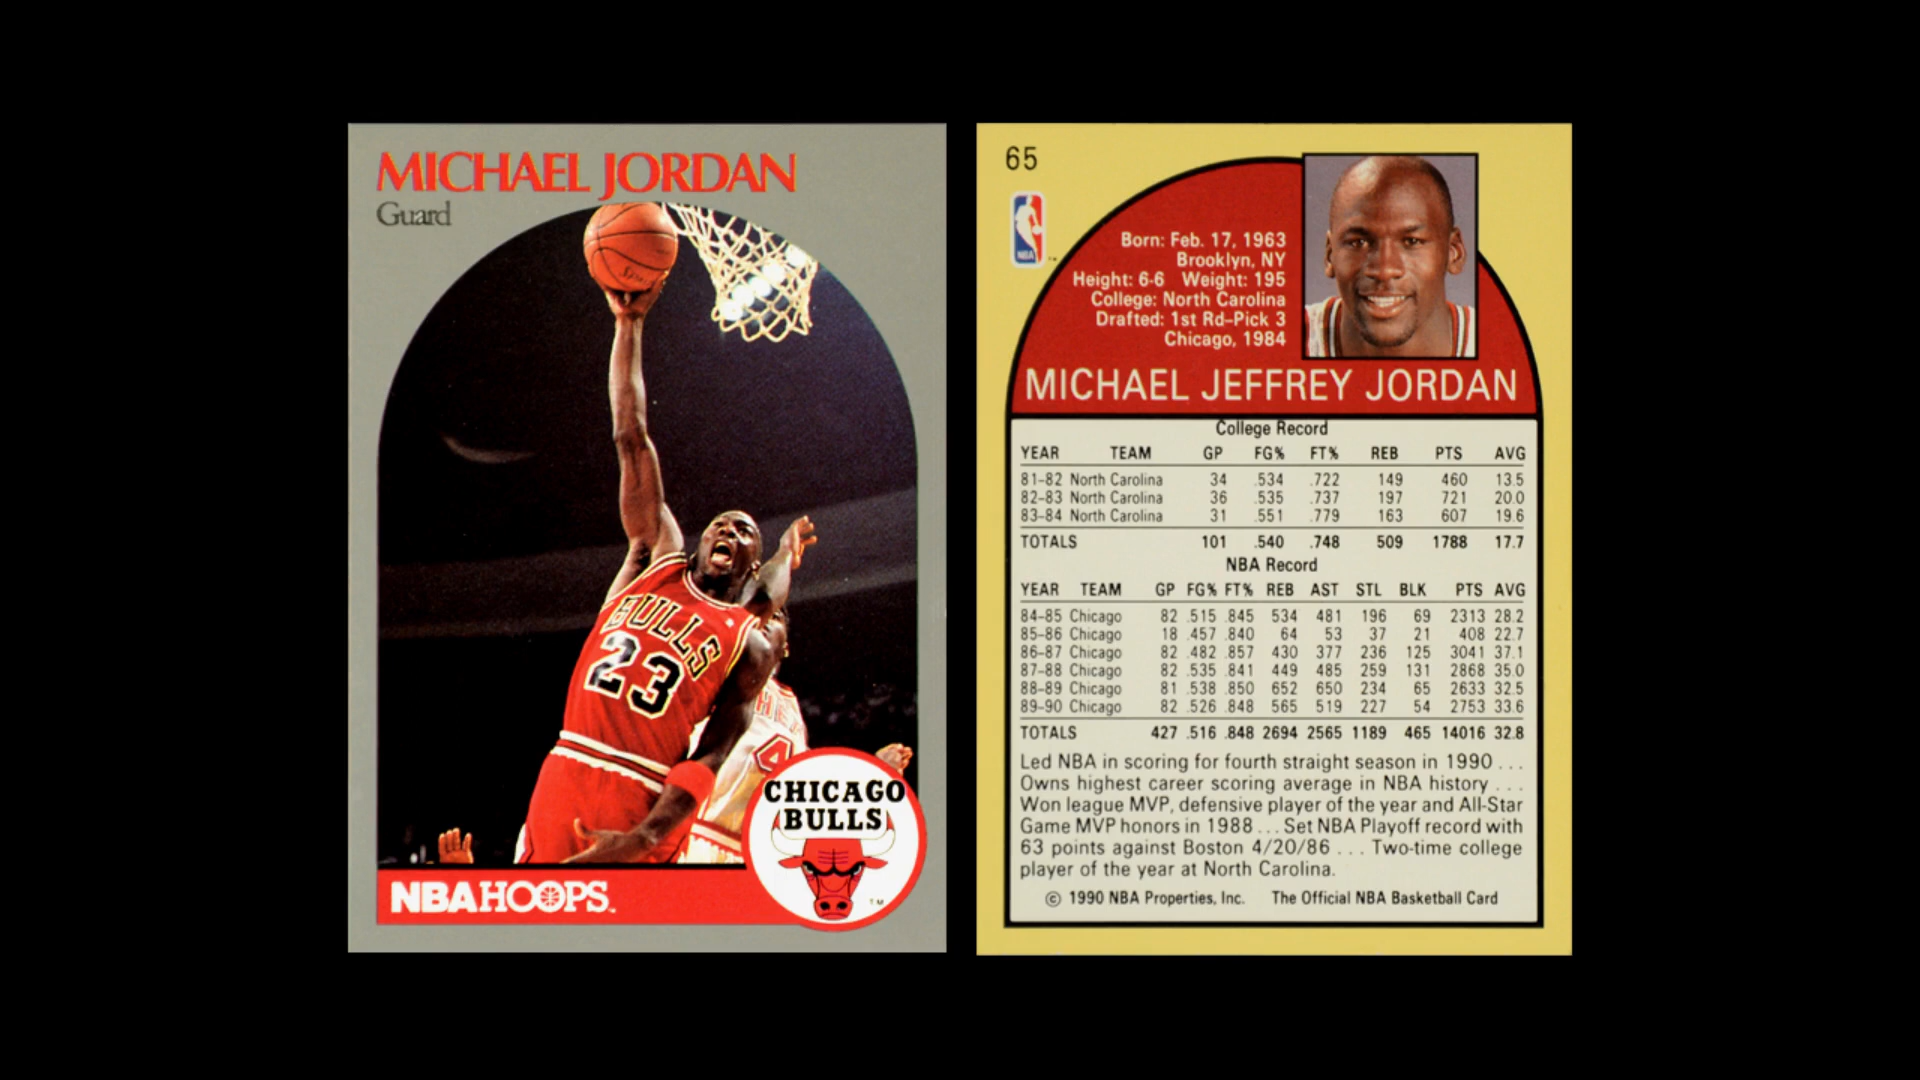 MICHAEL JORDAN
Guard
BULLS
23
CHICAGO
BULLS
TM
NBA HOOPS
65
NBA
Born: Feb. 17, 1963
Brooklyn, NY
Height: 6-6 Weight: 195
College: North Carolina
Drafted: 1st Rd–Pick 3
Chicago, 1984
MICHAEL JEFFREY JORDAN
College Record
YEAR TEAM GP FG% FT% REB PTS AVG
81–82 North Carolina 34 .534 .722 149 460 13.5
82–83 North Carolina 36 .535 .737 197 721 20.0
83–84 North Carolina 31 .551 .779 163 607 19.6
TOTALS 101 .540 .748 509 1788 17.7
NBA Record
YEAR TEAM GP FG% FT% REB AST STL BLK PTS AVG
84–85 Chicago 82 .515 .845 534 481 196 69 2313 28.2
85–86 Chicago 18 .457 .840 64 53 37 21 408 22.7
86–87 Chicago 82 .482 .857 430 377 236 125 3041 37.1
87–88 Chicago 82 .535 .841 449 485 259 131 2868 35.0
88–89 Chicago 81 .538 .850 652 650 234 65 2633 32.5
89–90 Chicago 82 .526 .848 565 519 227 54 2753 33.6
TOTALS 427 .516 .848 2694 2565 1189 465 14016 32.8
Led NBA in scoring for fourth straight season in 1990 . . .
Owns highest career scoring average in NBA history . . .
Won league MVP, defensive player of the year and All-Star
Game MVP honors in 1988 . . . Set NBA Playoff record with
63 points against Boston 4/20/86 . . . Two-time college
player of the year at North Carolina.
© 1990 NBA Properties, Inc. The Official NBA Basketball Card